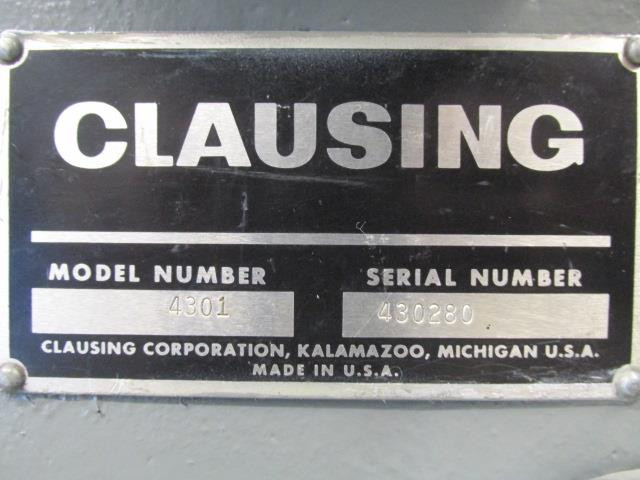 CLAUSING
MODEL NUMBER SERIAL NUMBER
4301 430280
CLAUSING CORPORATION, KALAMAZOO, MICHIGAN U.S.A.
MADE IN U.S.A.